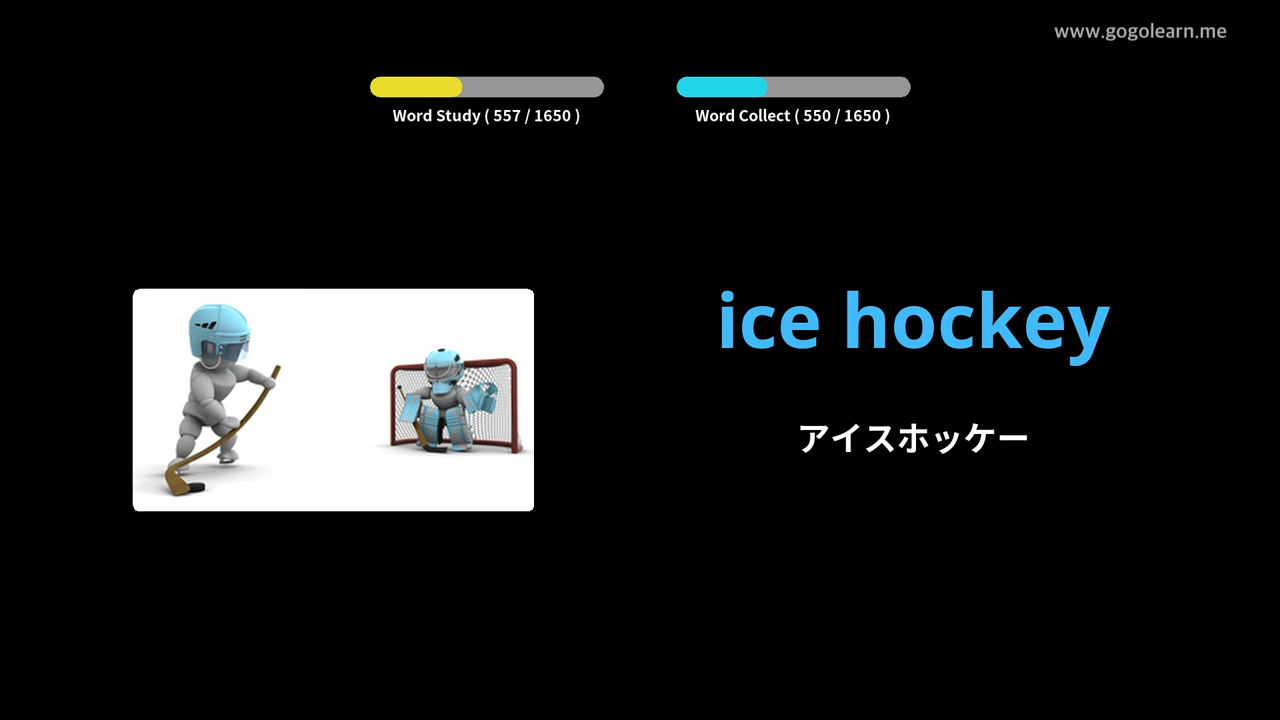 www.gogolearn.me
Word Study ( 557 / 1650 )
Word Collect ( 550 / 1650 )
ice hockey
アイスホッケー